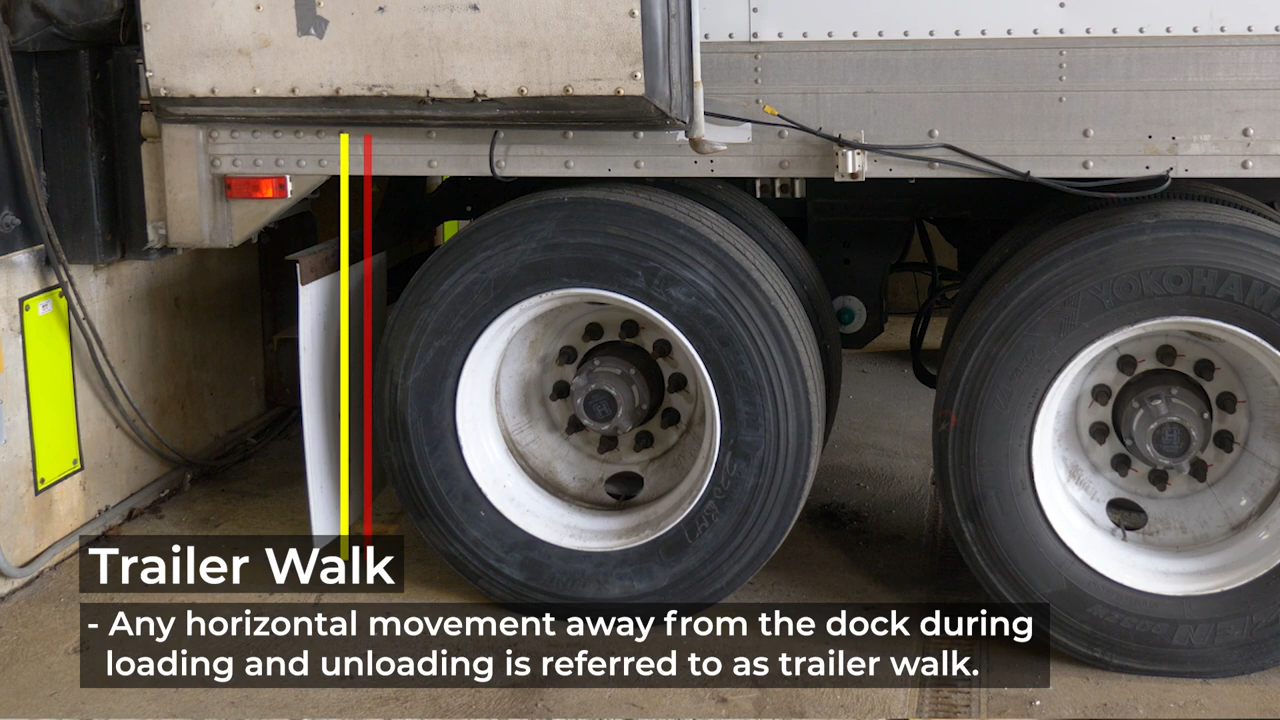 YOKOHAM
Trailer Walk
- Any horizontal movement away from the dock during
loading and unloading is referred to as trailer walk.